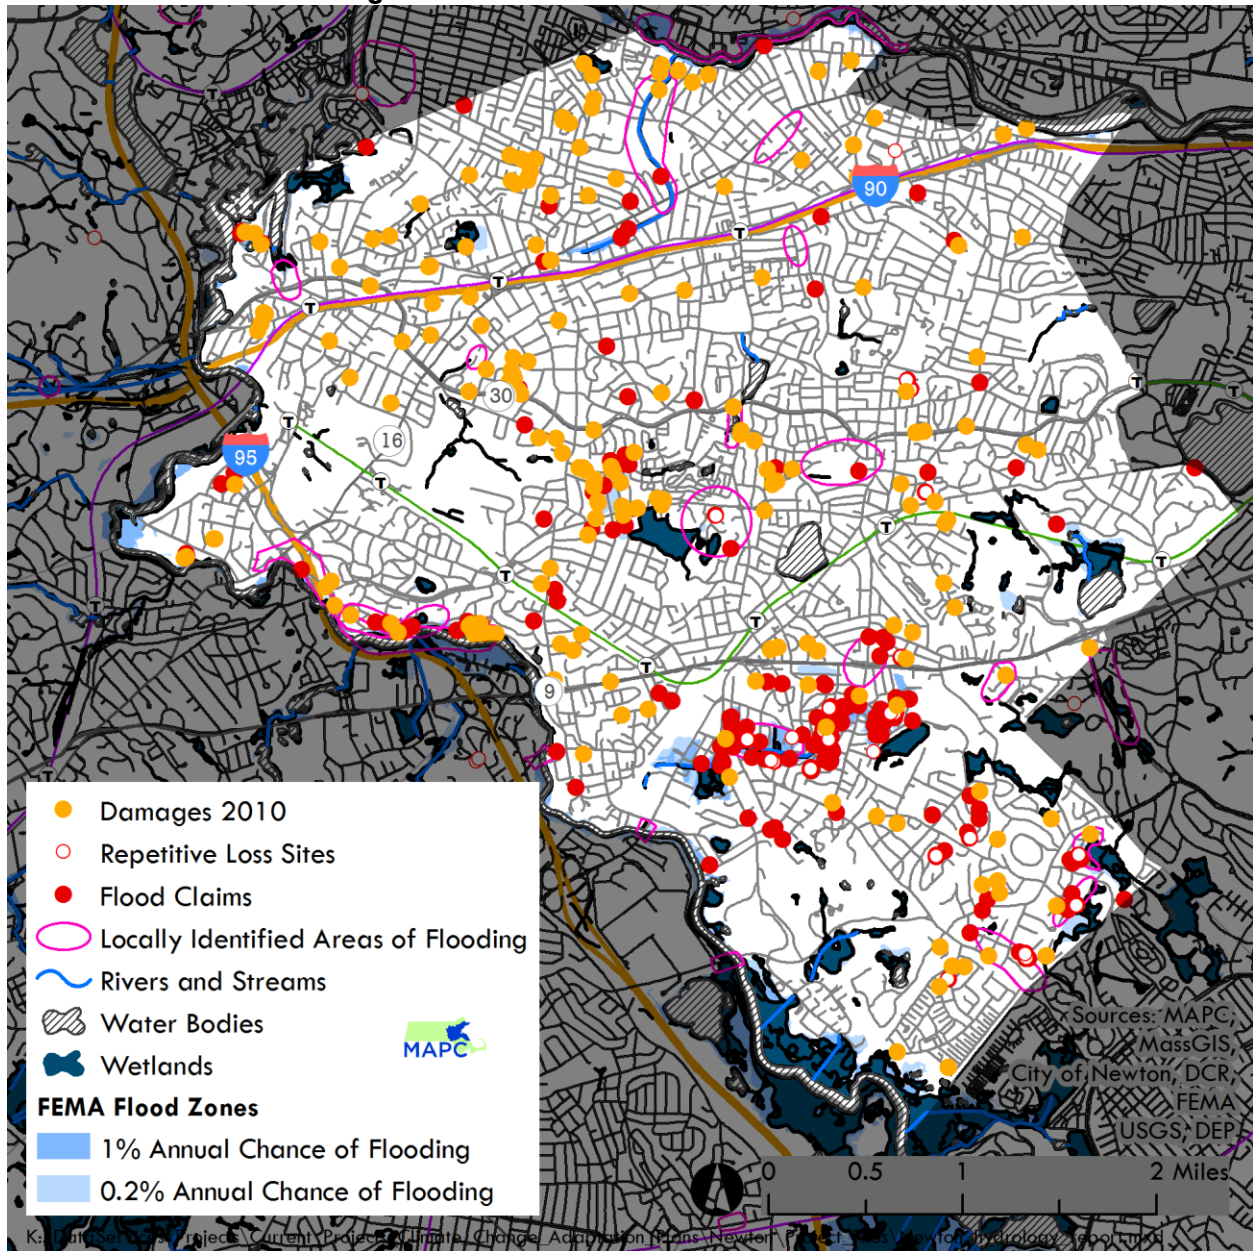 90
30
16
95
9
T
T
T
T
T
T
T
T
T
T
T
T
T
T
Damages 2010
Repetitive Loss Sites
Flood Claims
Locally Identified Areas of Flooding
Rivers and Streams
Water Bodies
Wetlands
MAPC
FEMA Flood Zones
1% Annual Chance of Flooding
0.2% Annual Chance of Flooding
Sources: MAPC,
MassGIS,
City of Newton, DCR,
FEMA
USGS, DEP
0 0.5 1 2 Miles